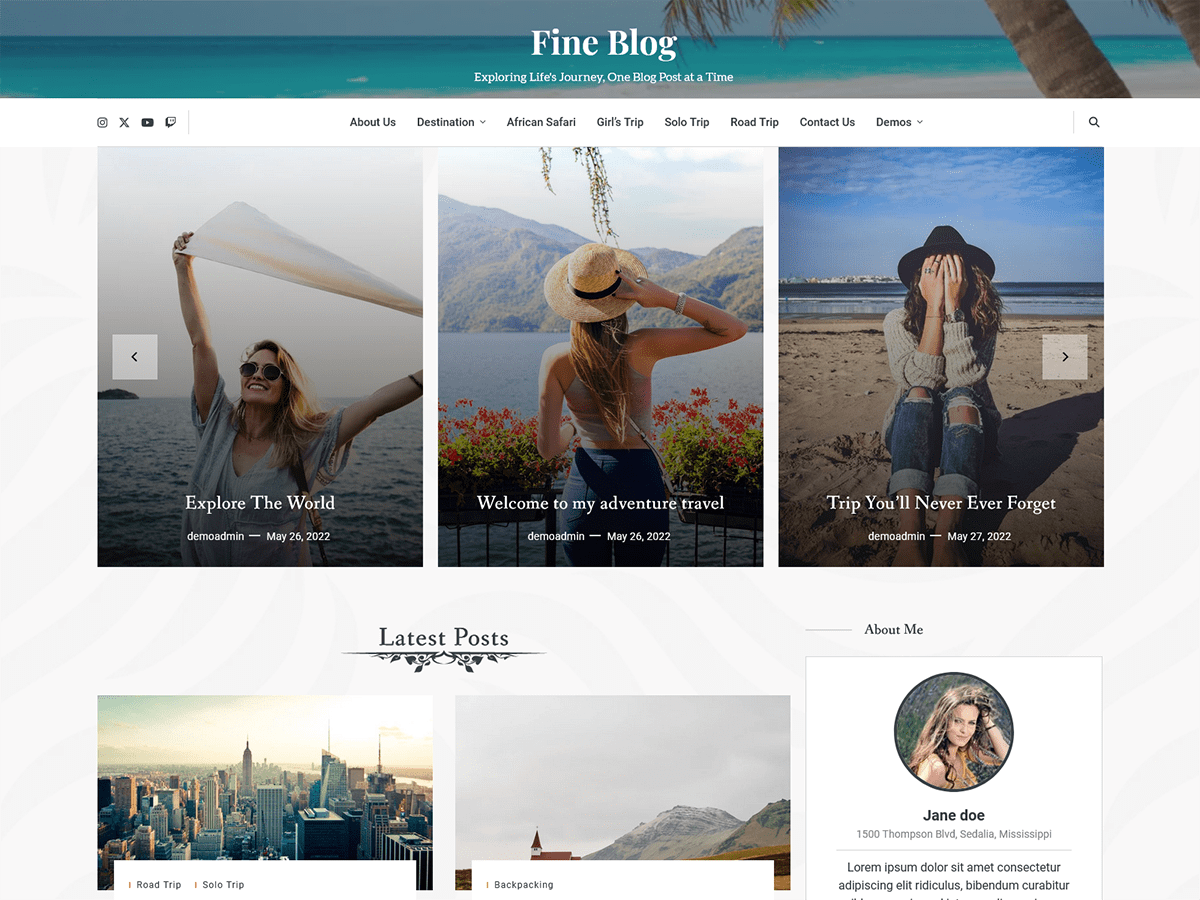 Fine Blog
Exploring Life's Journey, One Blog Post at a Time
About Us
Destination
African Safari
Girl's Trip
Solo Trip
Road Trip
Contact Us
Demos
Explore The World
demoadmin — May 26, 2022
Welcome to my adventure travel
demoadmin — May 26, 2022
Trip You'll Never Ever Forget
demoadmin — May 27, 2022
Latest Posts
Road Trip
Solo Trip
Backpacking
About Me
Jane doe
1500 Thompson Blvd, Sedalia, Mississippi
Lorem ipsum dolor sit amet consectetur
adipiscing elit ridiculus, bibendum curabitur